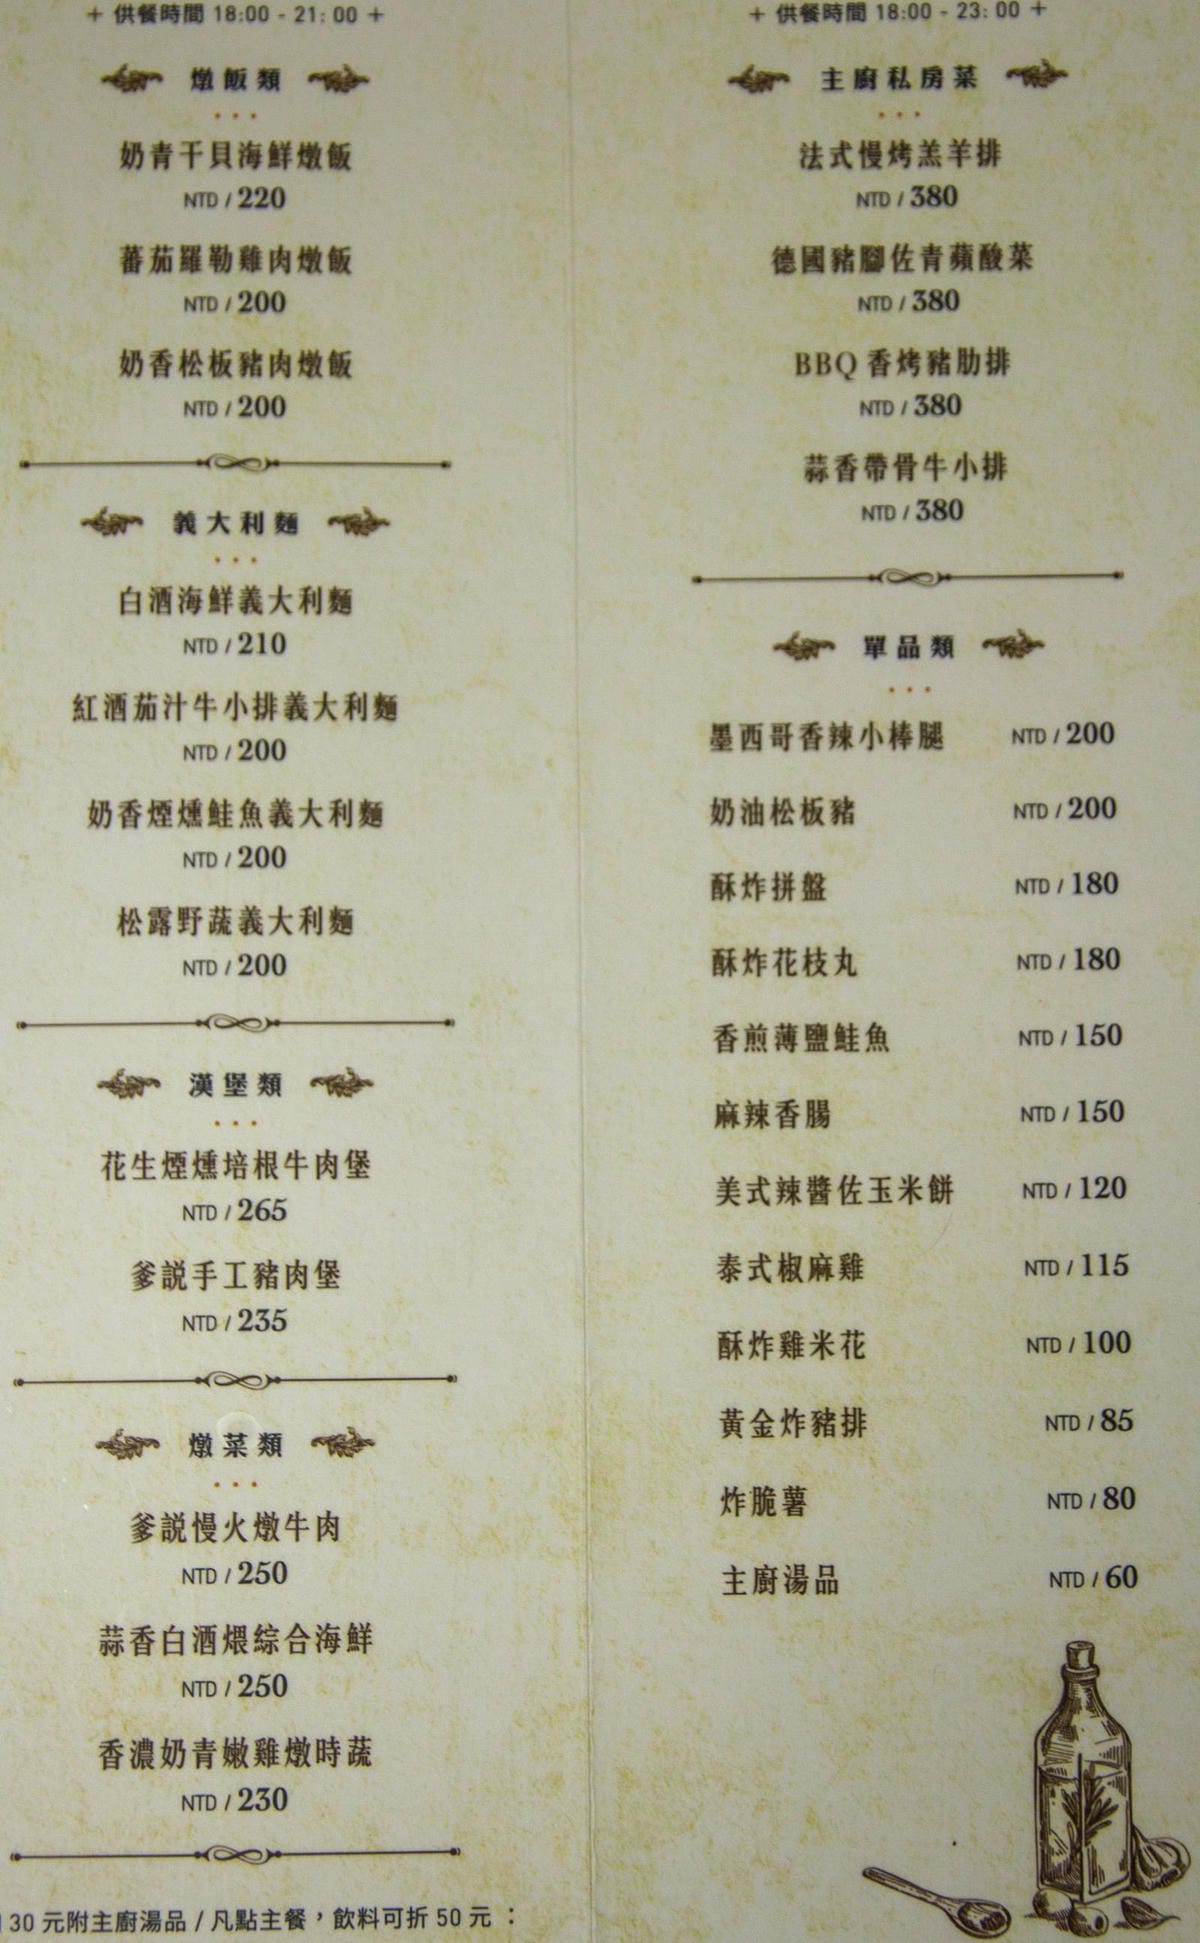 + 供餐時間 18:00 - 21:00 +
燉飯類
奶青干貝海鮮燉飯
NTD / 220
蕃茄羅勒雞肉燉飯
NTD / 200
奶香松板豬肉燉飯
NTD / 200
義大利麵
白酒海鮮義大利麵
NTD / 210
紅酒茄汁牛小排義大利麵
NTD / 200
奶香煙燻鮭魚義大利麵
NTD / 200
松露野蔬義大利麵
NTD / 200
漢堡類
花生煙燻培根牛肉堡
NTD / 265
爹説手工豬肉堡
NTD / 235
燉菜類
爹説慢火燉牛肉
NTD / 250
蒜香白酒煨綜合海鮮
NTD / 250
香濃奶青嫩雞燉時蔬
NTD / 230
30 元附主廚湯品 / 凡點主餐，飲料可折 50 元：
+ 供餐時間 18:00 - 23:00 +
主廚私房菜
法式慢烤羔羊排
NTD / 380
德國豬腳佐青蘋酸菜
NTD / 380
BBQ 香烤豬肋排
NTD / 380
蒜香帶骨牛小排
NTD / 380
單品類
墨西哥香辣小棒腿 NTD / 200
奶油松板豬 NTD / 200
酥炸拼盤 NTD / 180
酥炸花枝丸 NTD / 180
香煎薄鹽鮭魚 NTD / 150
麻辣香腸 NTD / 150
美式辣醬佐玉米餅 NTD / 120
泰式椒麻雞 NTD / 115
酥炸雞米花 NTD / 100
黃金炸豬排 NTD / 85
炸脆薯 NTD / 80
主廚湯品 NTD / 60